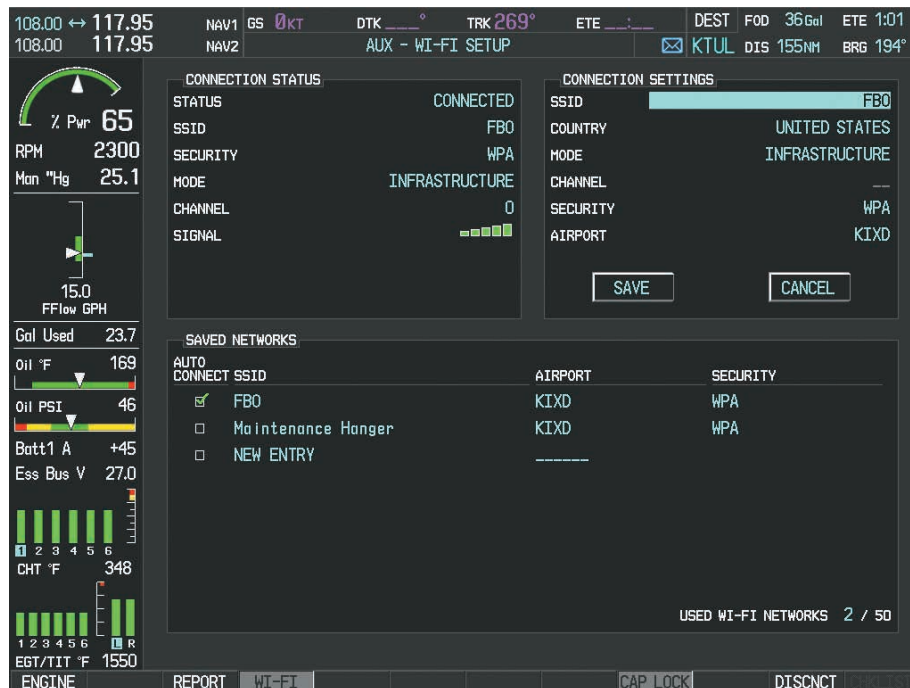 108.00 ↔ 117.95 NAV1 GS 0KT DTK ___° TRK 269° ETE __:__ DEST FOD 36Gal ETE 1:01
108.00 117.95 NAV2 AUX - WI-FI SETUP KTUL DIS 155NM BRG 194°
% Pwr 65
RPM 2300
Man "Hg 25.1
15.0
FFlow GPH
Gal Used 23.7
Oil °F 169
Oil PSI 46
Batt1 A +45
Ess Bus V 27.0
1 2 3 4 5 6
CHT °F 348
1 2 3 4 5 6 L R
EGT/TIT °F 1550
CONNECTION STATUS
STATUS CONNECTED
SSID FBO
SECURITY WPA
MODE INFRASTRUCTURE
CHANNEL 0
SIGNAL
CONNECTION SETTINGS
SSID FBO
COUNTRY UNITED STATES
MODE INFRASTRUCTURE
CHANNEL __
SECURITY WPA
AIRPORT KIXD
SAVE CANCEL
SAVED NETWORKS
AUTO
CONNECT SSID AIRPORT SECURITY
FBO KIXD WPA
Maintenance Hanger KIXD WPA
NEW ENTRY ______
USED WI-FI NETWORKS 2 / 50
ENGINE REPORT WI-FI CAP LOCK DISCNCT CHKLIST